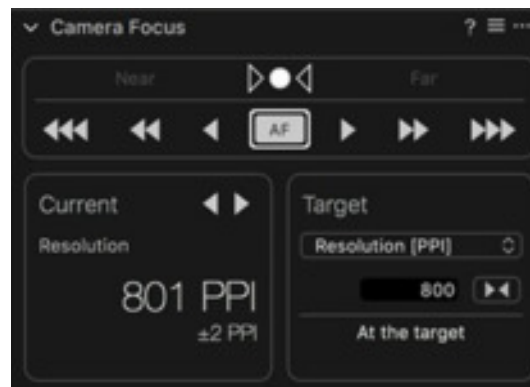 Camera Focus ?
Near Far
AF
Current
Resolution
801 PPI
±2 PPI
Target
Resolution [PPI]
800
At the target